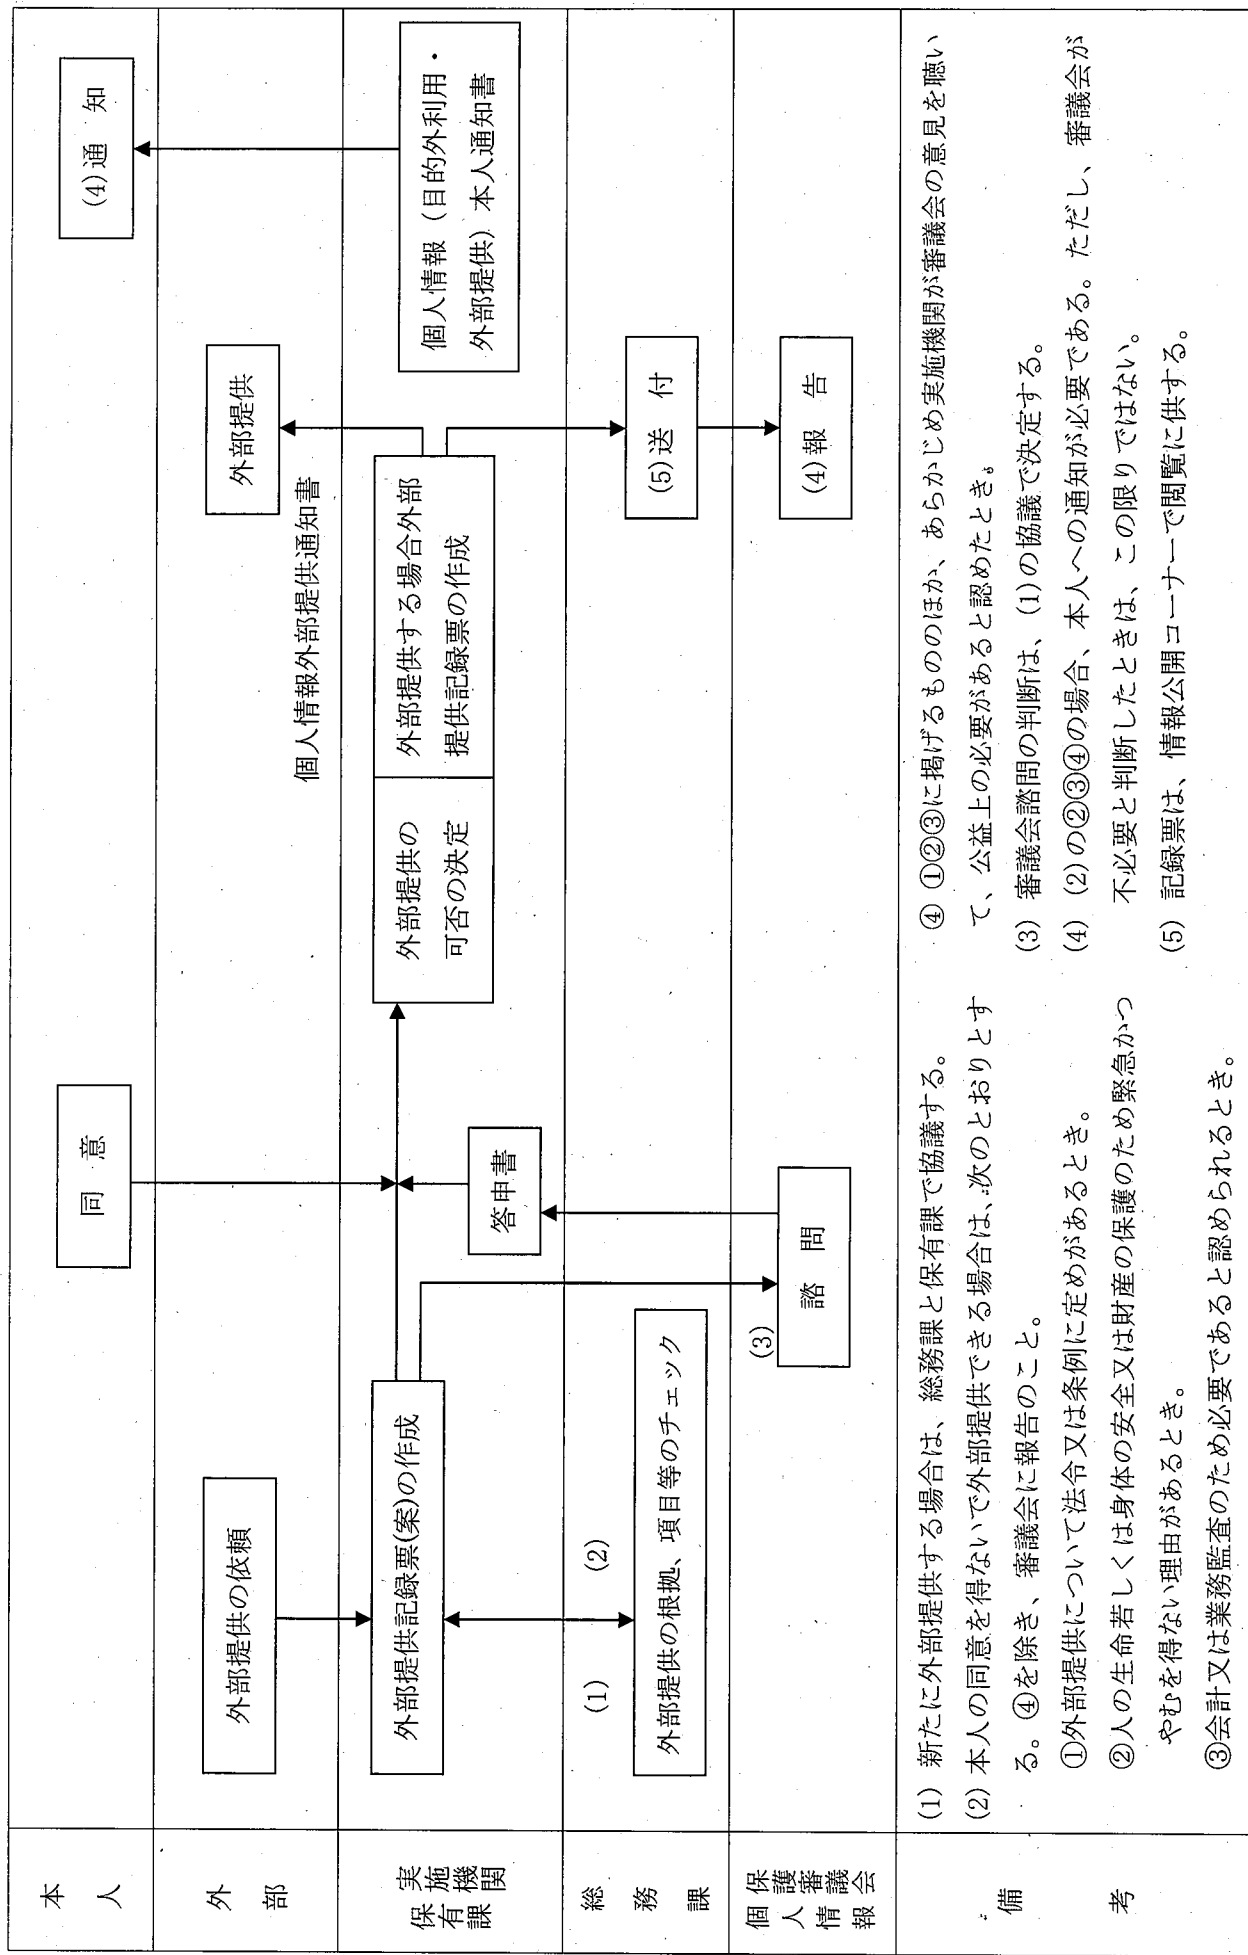 本人
同意
(4)通知
外部
外部提供の依頼
外部提供
個人情報外部提供通知書
実施機関
保有課
外部提供記録票(案)の作成
答申書
外部提供の
可否の決定
外部提供する場合外部
提供記録票の作成
個人情報（目的外利用・
外部提供）本人通知書
総務課
(1)
(2)
外部提供の根拠、項目等のチェック
(5)送付
個人情報
保護審議会
(3)
諮問
(4)報告
備考
(1) 新たに外部提供する場合は、総務課と保有課で協議する。
(2) 本人の同意を得ないで外部提供できる場合は、次のとおりとす
る。④を除き、審議会に報告のこと。
①外部提供について法令又は条例に定めがあるとき。
②人の生命若しくは身体の安全又は財産の保護のため緊急かつ
やむを得ない理由があるとき。
③会計又は業務監査のため必要であると認められるとき。
④ ①②③に掲げるもののほか、あらかじめ実施機関が審議会の意見を聴い
て、公益上の必要があると認めたとき。
(3) 審議会諮問の判断は、(1)の協議で決定する。
(4) (2)の②③④の場合、本人への通知が必要である。ただし、審議会が
不必要と判断したときは、この限りではない。
(5) 記録票は、情報公開コーナーで閲覧に供する。